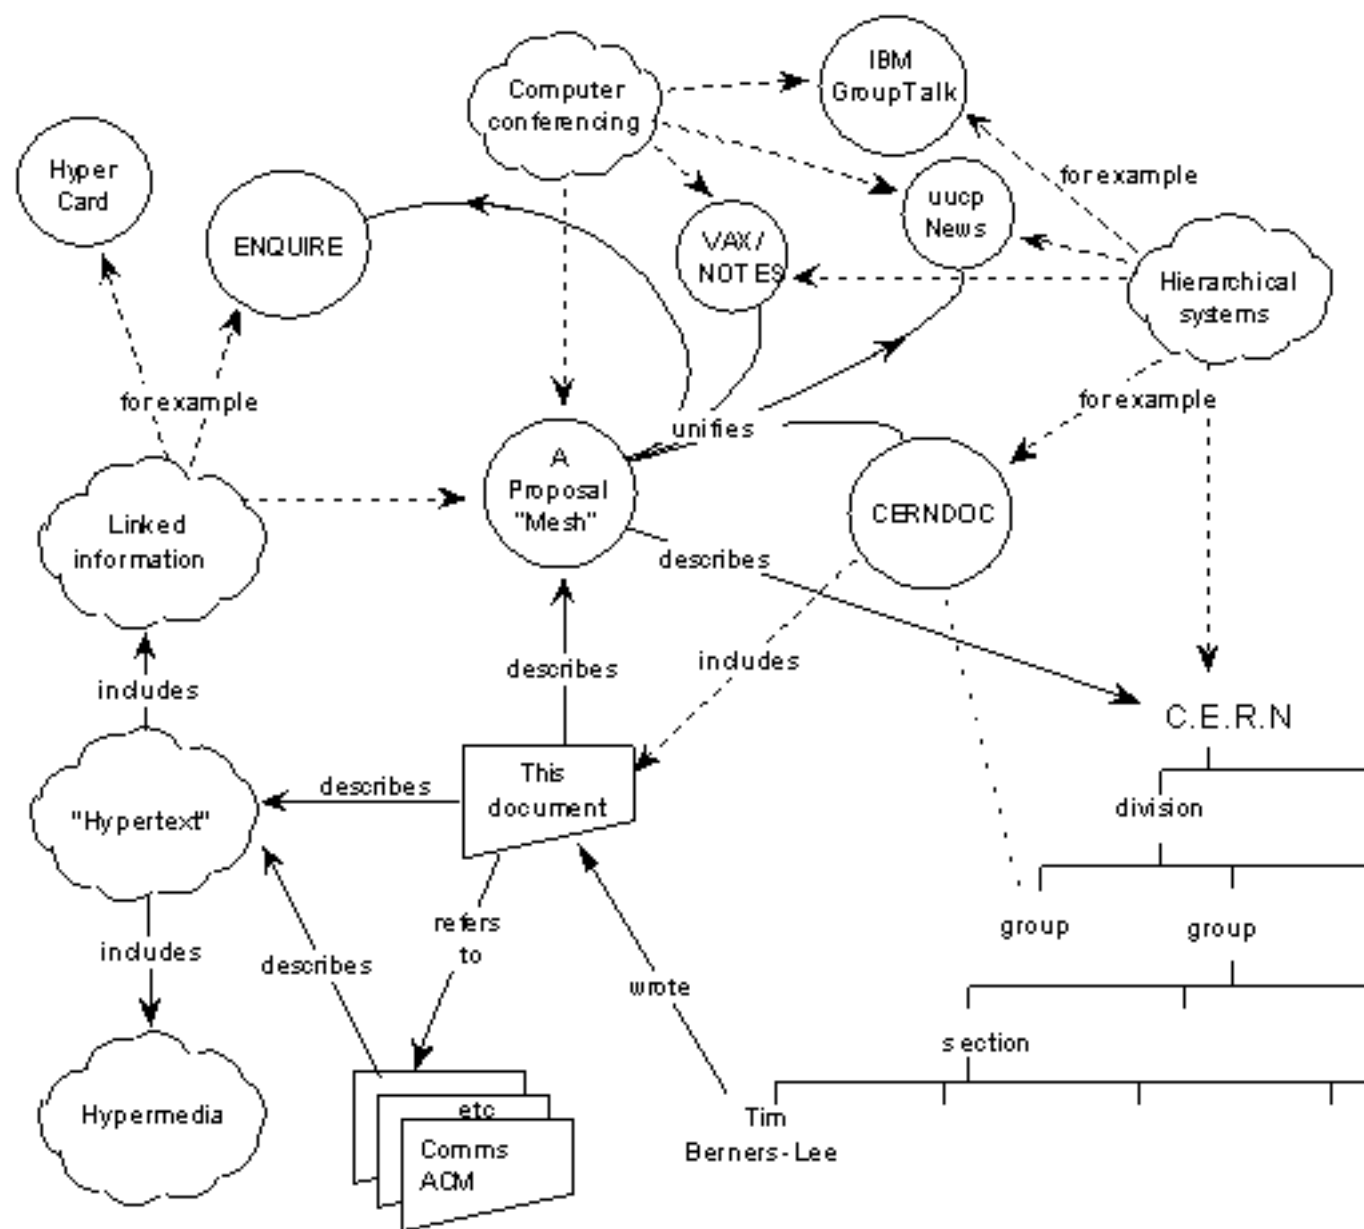 IBM
GroupTalk
Computer
conferencing
Hyper
Card
for example
uucp
News
ENQUIRE
VAX/
NOTES
Hierarchical
systems
for example
for example
unifies
A
Proposal
"Mesh"
CERNDOC
Linked
information
describes
describes
includes
includes
C.E.R.N
This
document
describes
"Hypertext"
division
refers
to
group
group
includes
describes
wrote
section
Hypermedia
etc
Comms
ACM
Tim
Berners-Lee